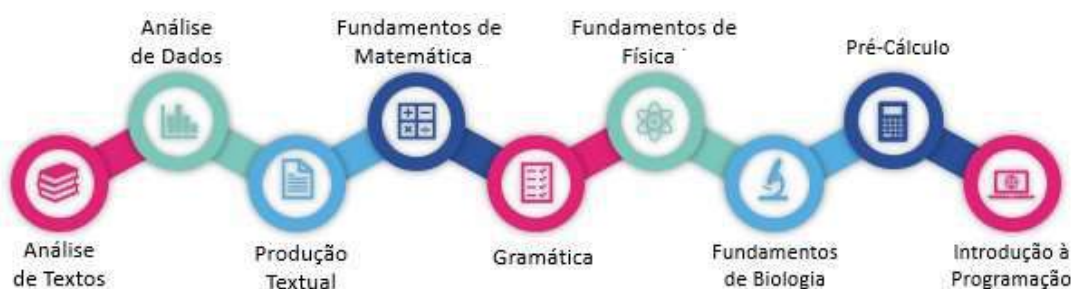 Análise
de Dados
Fundamentos de
Matemática
Fundamentos de
Física
Pré-Cálculo
Análise
de Textos
Produção
Textual
Gramática
Fundamentos
de Biologia
Introdução à
Programação